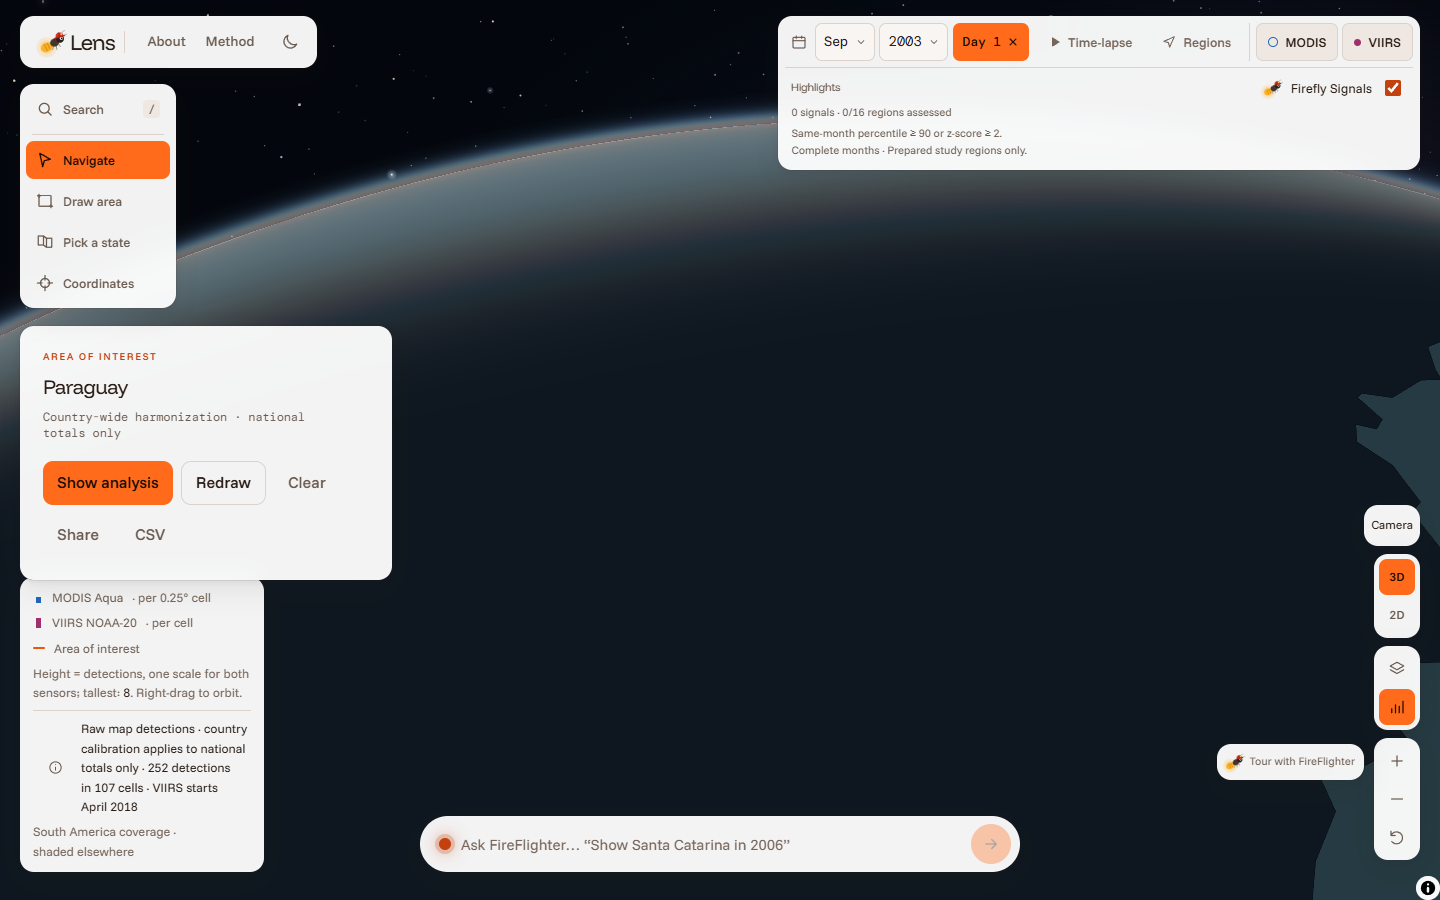 Lens
About
Method
Search
/
Navigate
Draw area
Pick a state
Coordinates
Sep
2003
Day 1 ×
Time-lapse
Regions
MODIS
VIIRS
Highlights
Firefly Signals
0 signals · 0/16 regions assessed
Same-month percentile ≥ 90 or z-score ≥ 2.
Complete months · Prepared study regions only.
AREA OF INTEREST
Paraguay
Country-wide harmonization · national
totals only
Show analysis
Redraw
Clear
Share
CSV
MODIS Aqua · per 0.25° cell
VIIRS NOAA-20 · per cell
Area of interest
Height = detections, one scale for both
sensors; tallest: 8. Right-drag to orbit.
Raw map detections · country
calibration applies to national
totals only · 252 detections
in 107 cells · VIIRS starts
April 2018
South America coverage ·
shaded elsewhere
Camera
3D
2D
Tour with FireFlighter
Ask FireFlighter... “Show Santa Catarina in 2006”